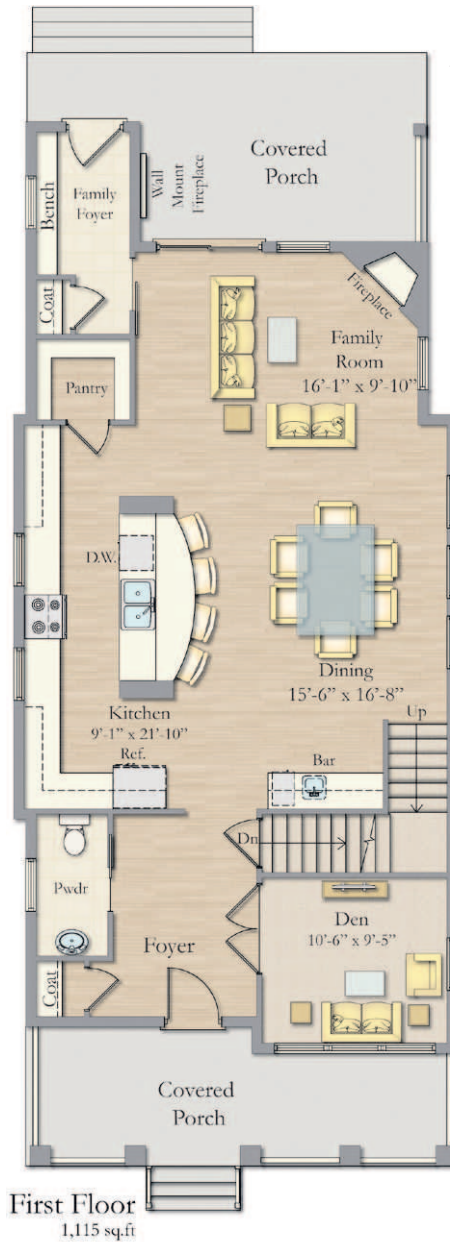 Covered
Porch
Bench
Family
Foyer
Wall
Mount
Fireplace
Fireplace
Coat
Family
Room
16'-1" x 9'-10"
Pantry
D.W.
Dining
15'-6" x 16'-8"
Kitchen
9'-1" x 21'-10"
Ref.
Up
Bar
Dn
Pwdr
Den
10'-6" x 9'-5"
Foyer
Coat
Covered
Porch
First Floor
1,115 sq.ft